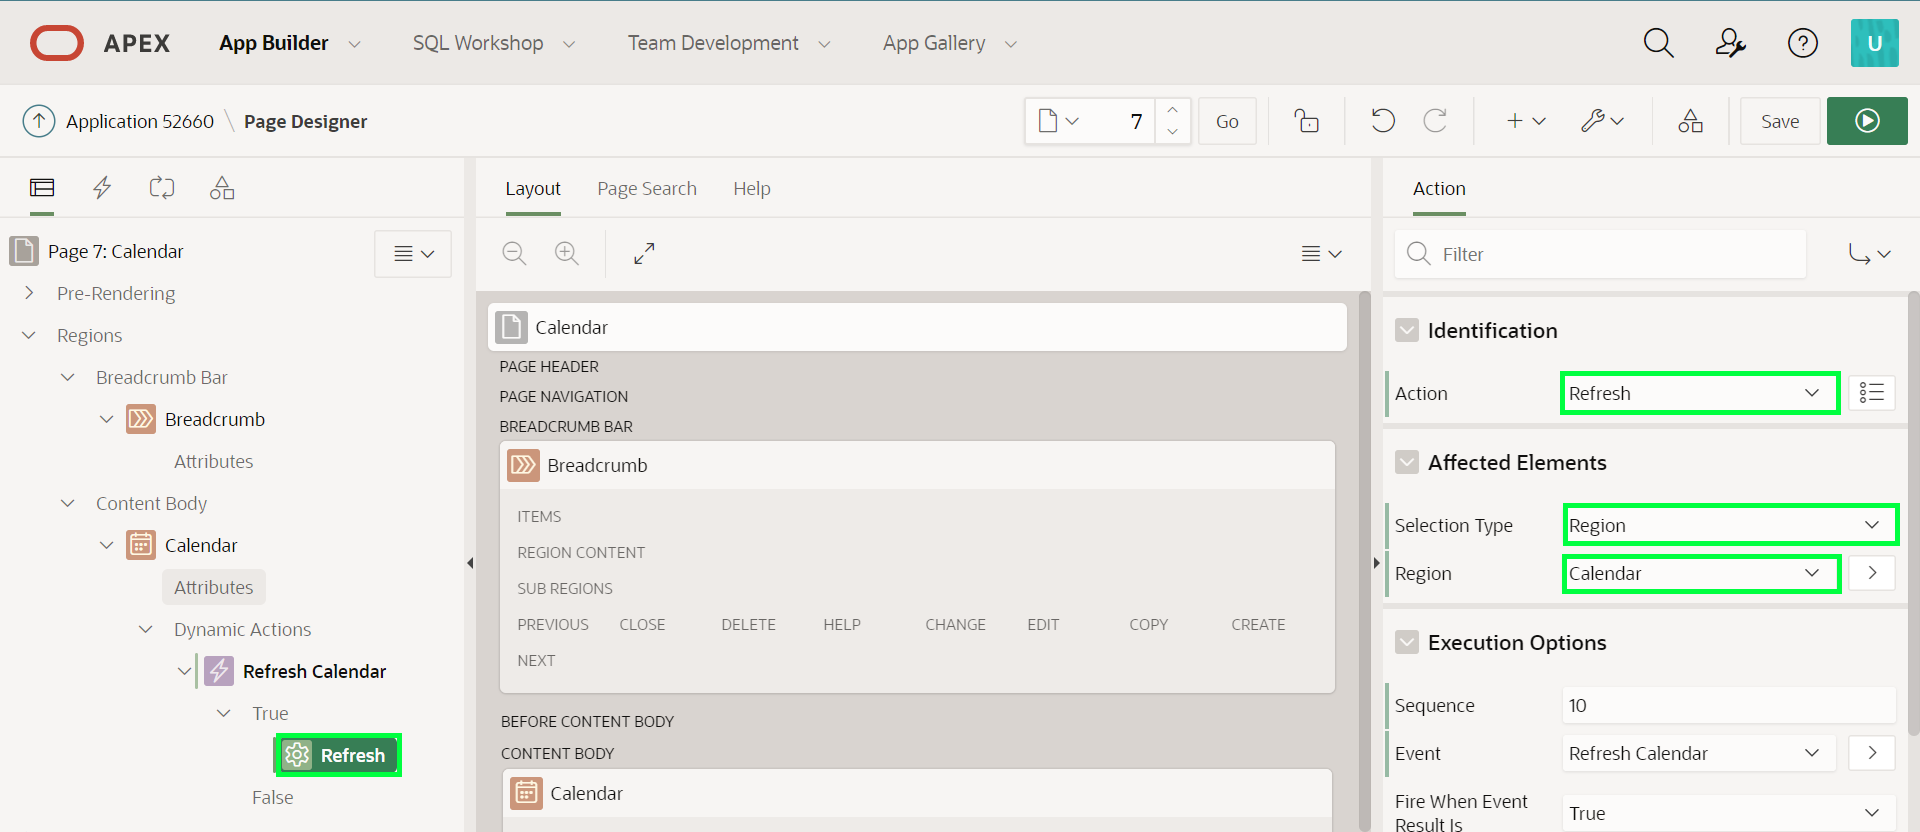 APEX App Builder SQL Workshop Team Development App Gallery ? U
Application 52660 \ Page Designer 7 Go Save
Layout Page Search Help Action
Page 7: Calendar
Filter
Pre-Rendering
Regions
Breadcrumb Bar
Breadcrumb
Attributes
Content Body
Calendar
Attributes
Dynamic Actions
Refresh Calendar
True
Refresh
False
Calendar
PAGE HEADER
PAGE NAVIGATION
BREADCRUMB BAR
Breadcrumb
ITEMS
REGION CONTENT
SUB REGIONS
PREVIOUS CLOSE DELETE HELP CHANGE EDIT COPY CREATE
NEXT
BEFORE CONTENT BODY
CONTENT BODY
Calendar
Identification
Action Refresh
Affected Elements
Selection Type Region
Region Calendar
Execution Options
Sequence 10
Event Refresh Calendar
Fire When Event
Result Is True